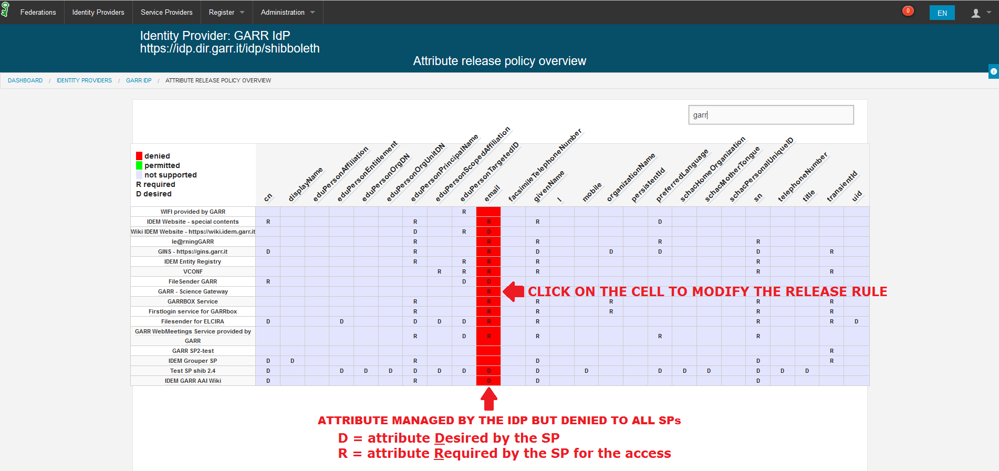 Federations Identity Providers Service Providers Register Administration 0 EN
Identity Provider: GARR IdP
https://idp.dir.garr.it/idp/shibboleth
Attribute release policy overview
DASHBOARD / IDENTITY PROVIDERS / GARR IDP / ATTRIBUTE RELEASE POLICY OVERVIEW
garr
denied
permitted
not supported
R required
D desired
cn displayName eduPersonAffiliation eduPersonEntitlement eduPersonOrgDN eduPersonOrgUnitDN eduPersonPrincipalName eduPersonScopedAffiliation eduPersonTargetedID email facsimileTelephoneNumber givenName l mobile organizationName persistentId preferredLanguage schacHomeOrganization schacMotherTongue schacPersonalUniqueID sn telephoneNumber title transientId uid
WIFI provided by GARR R
IDEM Website - special contents R R R R D
Wiki IDEM Website - https://wiki.idem.garr.it D R D
le@rningGARR R R R R R
GINS - https://gins.garr.it D R R D D D D R
IDEM Entity Registry R R R R R
VCONF R R R R R R
FileSender GARR R D D
GARR - Science Gateway R
CLICK ON THE CELL TO MODIFY THE RELEASE RULE
GARRBOX Service R R R R R R
Firstlogin service for GARRbox R R R R R R
Filesender for ELCIRA D D D D D R R R R D
GARR WebMeetings Service provided by
GARR R D R R R R
GARR SP2-test R
IDEM Grouper SP D D R D D R
Test SP shib 2.4 D D D D D D D D D D D D D D D D
IDEM GARR AAI Wiki D R D D D
ATTRIBUTE MANAGED BY THE IDP BUT DENIED TO ALL SPs
D = attribute Desired by the SP
R = attribute Required by the SP for the access